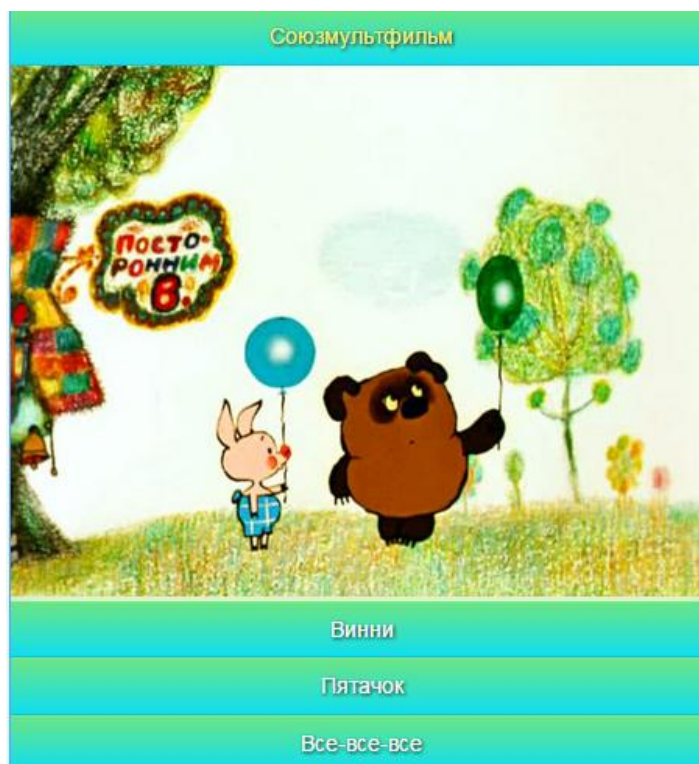 Союзмультфильм
ПОСТО-
РОННИМ
В.
Винни
Пятачок
Все-все-все